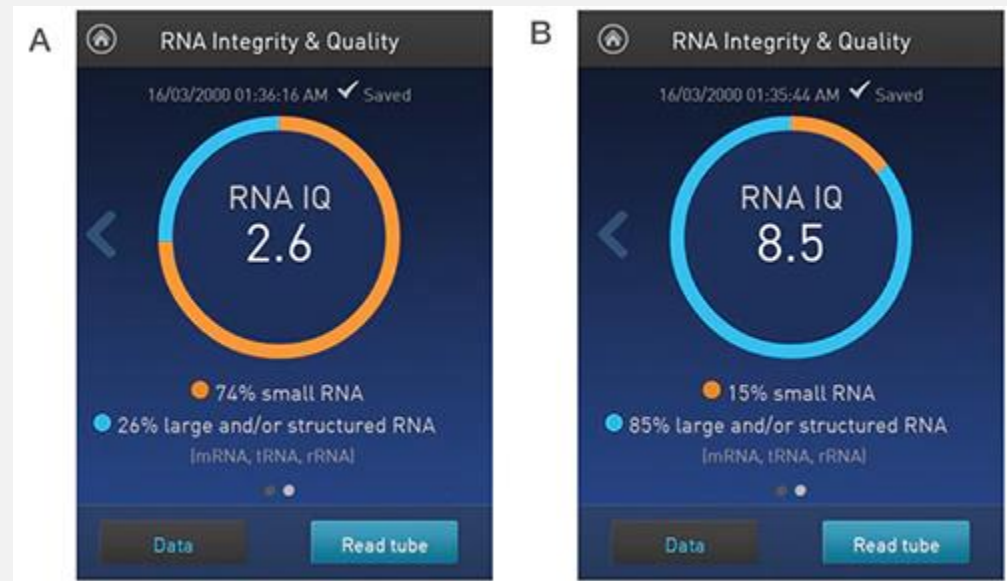 A
RNA Integrity & Quality
16/03/2000 01:36:16 AM Saved
RNA IQ
2.6
74% small RNA
26% large and/or structured RNA
(mRNA, tRNA, rRNA)
Data
Read tube
B
RNA Integrity & Quality
16/03/2000 01:35:44 AM Saved
RNA IQ
8.5
15% small RNA
85% large and/or structured RNA
(mRNA, tRNA, rRNA)
Data
Read tube